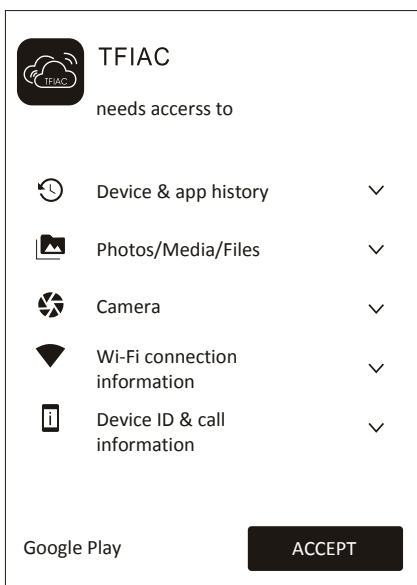 TFIAC
TFIAC
needs accerss to
Device & app history
Photos/Media/Files
Camera
Wi-Fi connection
information
Device ID & call
information
Google Play
ACCEPT